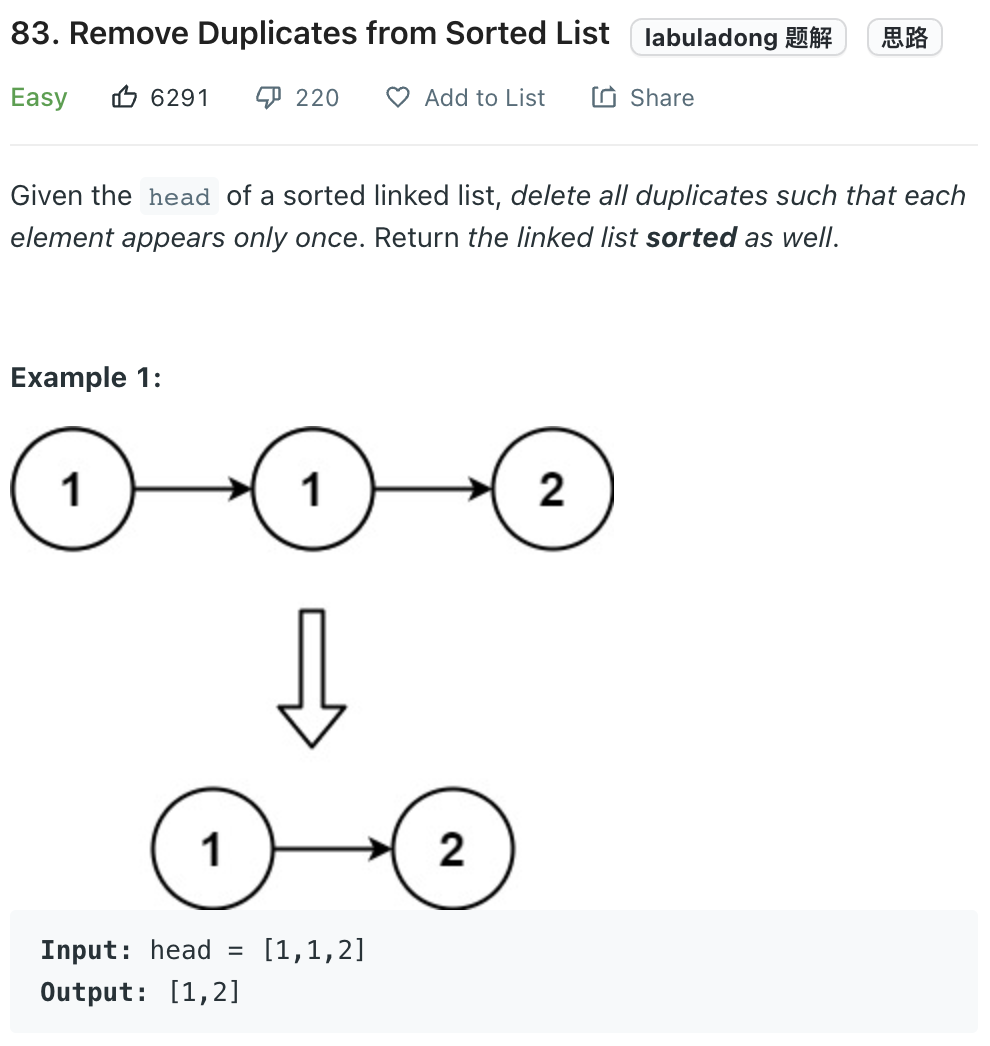 83. Remove Duplicates from Sorted List labuladong 题解 思路
Easy 6291 220 Add to List Share
Given the head of a sorted linked list, delete all duplicates such that each
element appears only once. Return the linked list sorted as well.
Example 1:
1 1 2
1 2
Input: head = [1,1,2]
Output: [1,2]